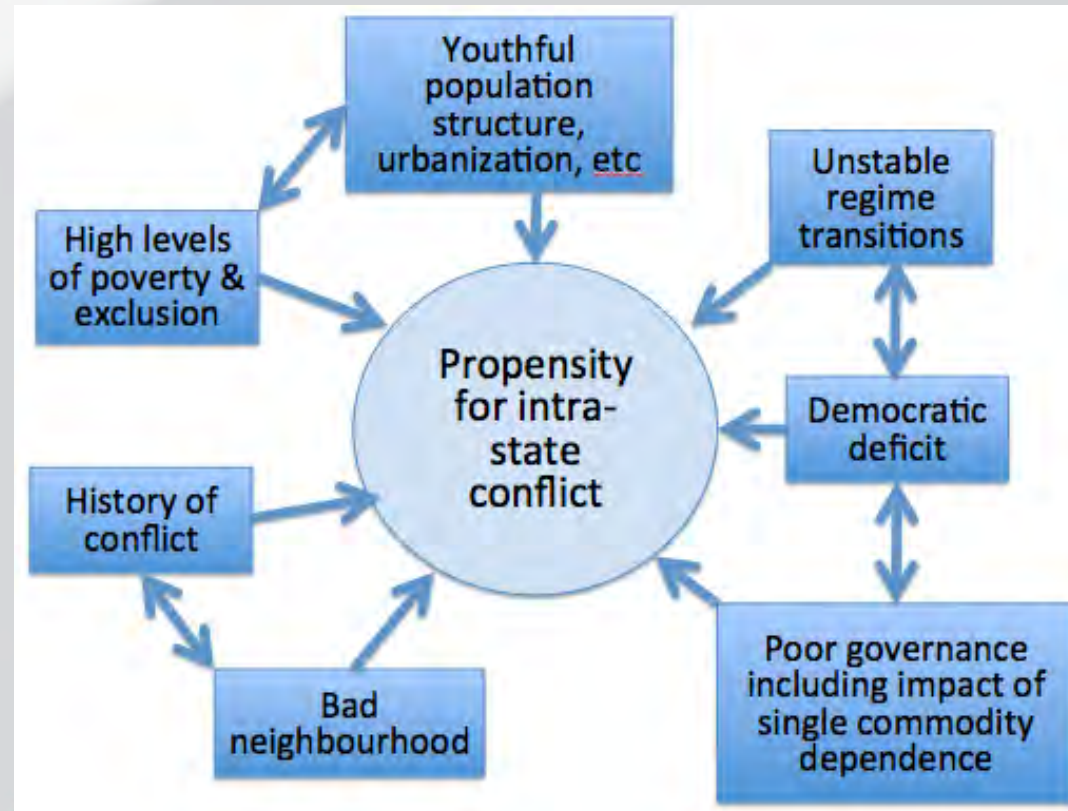 Youthful
population
structure,
urbanization, etc
Unstable
regime
transitions
High levels
of poverty &
exclusion
Propensity
for intra-
state
conflict
Democratic
deficit
History of
conflict
Bad
neighbourhood
Poor governance
including impact of
single commodity
dependence